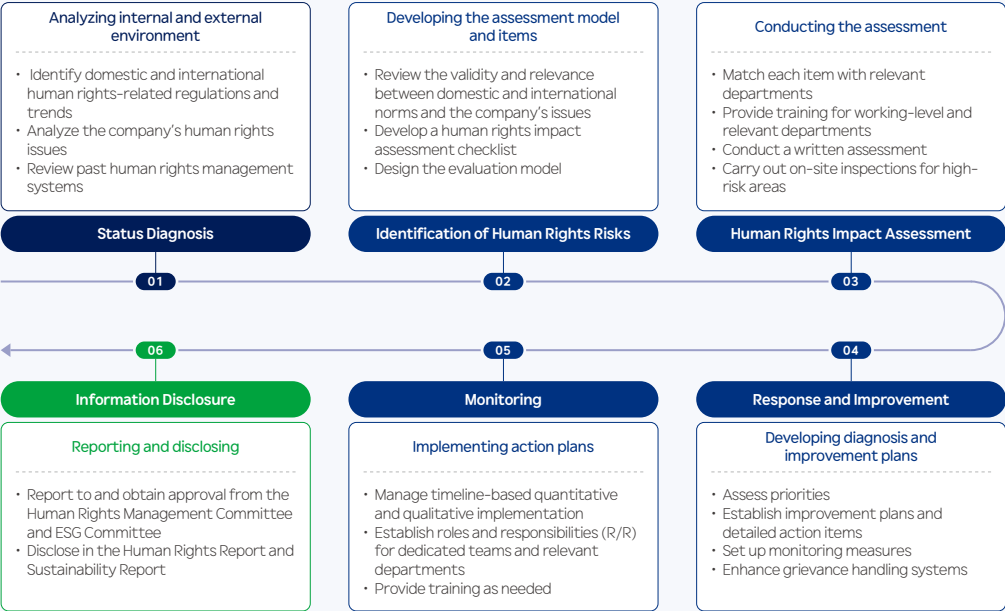 Analyzing internal and external
environment
• Identify domestic and international
human rights-related regulations and
trends
• Analyze the company's human rights
issues
• Review past human rights management
systems
Status Diagnosis
01
Developing the assessment model
and items
• Review the validity and relevance
between domestic and international
norms and the company's issues
• Develop a human rights impact
assessment checklist
• Design the evaluation model
Identification of Human Rights Risks
02
Conducting the assessment
• Match each item with relevant
departments
• Provide training for working-level and
relevant departments
• Conduct a written assessment
• Carry out on-site inspections for high-
risk areas
Human Rights Impact Assessment
03
04
Response and Improvement
Developing diagnosis and
improvement plans
• Assess priorities
• Establish improvement plans and
detailed action items
• Set up monitoring measures
• Enhance grievance handling systems
05
Monitoring
Implementing action plans
• Manage timeline-based quantitative
and qualitative implementation
• Establish roles and responsibilities (R/R)
for dedicated teams and relevant
departments
• Provide training as needed
06
Information Disclosure
Reporting and disclosing
• Report to and obtain approval from the
Human Rights Management Committee
and ESG Committee
• Disclose in the Human Rights Report and
Sustainability Report